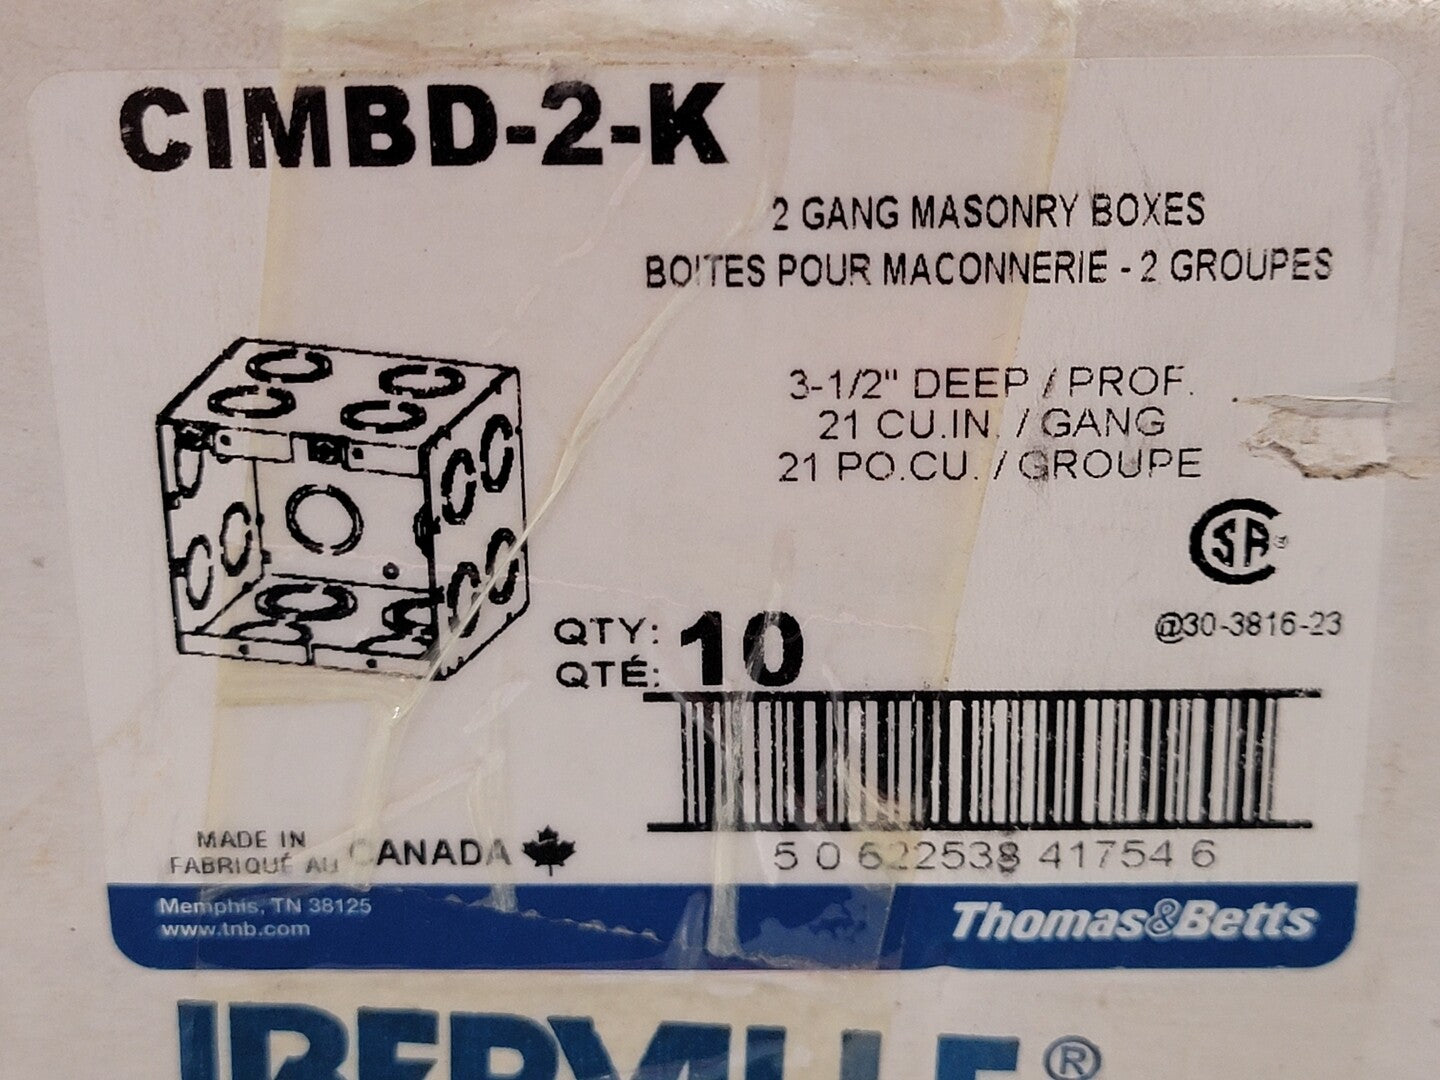 CIMBD-2-K
2 GANG MASONRY BOXES
BOITES POUR MACONNERIE - 2 GROUPES
3-1/2" DEEP / PROF.
21 CU.IN. / GANG
21 PO.CU. / GROUPE
CSA®
@30-3816-23
QTY: 10
QTÉ:
MADE IN
FABRIQUÉ AU CANADA
5 0 622538 41754 6
Memphis, TN 38125
www.tnb.com
Thomas&Betts
IBERVILLE®